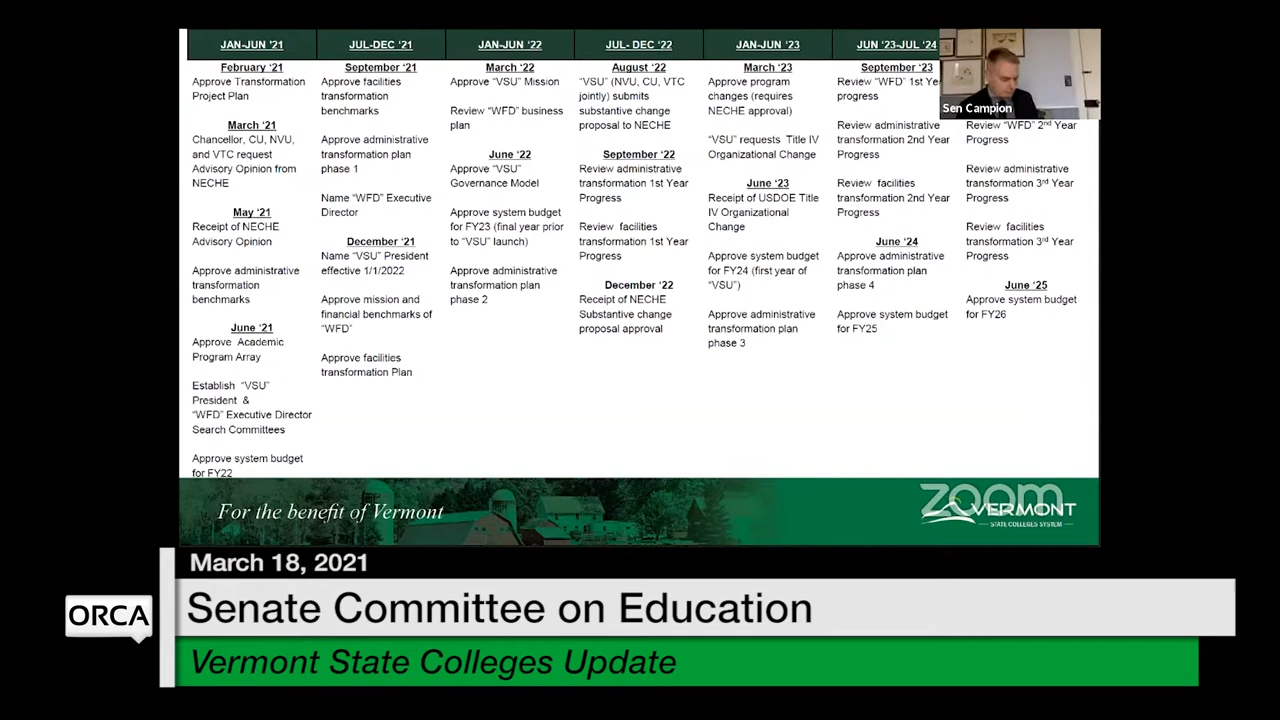 JAN-JUN '21
February '21
Approve Transformation
Project Plan
March '21
Chancellor, CU, NVU,
and VTC request
Advisory Opinion from
NECHE
May '21
Receipt of NECHE
Advisory Opinion
Approve administrative
transformation
benchmarks
June '21
Approve Academic
Program Array
Establish "VSU"
President &
"WFD" Executive Director
Search Committees
Approve system budget
for FY22
JUL-DEC '21
September '21
Approve facilities
transformation
benchmarks
Approve administrative
transformation plan
phase 1
Name "WFD" Executive
Director
December '21
Name "VSU" President
effective 1/1/2022
Approve mission and
financial benchmarks of
"WFD"
Approve facilities
transformation Plan
JAN-JUN '22
March '22
Approve "VSU" Mission
Review "WFD" business
plan
June '22
Approve "VSU"
Governance Model
Approve system budget
for FY23 (final year prior
to "VSU" launch)
Approve administrative
transformation plan
phase 2
JUL- DEC '22
August '22
"VSU" (NVU, CU, VTC
jointly) submits
substantive change
proposal to NECHE
September '22
Review administrative
transformation 1st Year
Progress
Review facilities
transformation 1st Year
Progress
December '22
Receipt of NECHE
Substantive change
proposal approval
JAN-JUN '23
March '23
Approve program
changes (requires
NECHE approval)
"VSU" requests Title IV
Organizational Change
June '23
Receipt of USDOE Title
IV Organizational
Change
Approve system budget
for FY24 (first year of
"VSU")
Approve administrative
transformation plan
phase 3
JUN '23-JUL '24
September '23
Review "WFD" 1st Ye
progress
Review administrative
transformation 2nd Year
Progress
Review facilities
transformation 2nd Year
Progress
June '24
Approve administrative
transformation plan
phase 4
Approve system budget
for FY25
Sen Campion
Review "WFD" 2nd Year
Progress
Review administrative
transformation 3rd Year
Progress
Review facilities
transformation 3rd Year
Progress
June '25
Approve system budget
for FY26
For the benefit of Vermont
zoom
VERMONT
STATE COLLEGES SYSTEM
March 18, 2021
ORCA
Senate Committee on Education
Vermont State Colleges Update